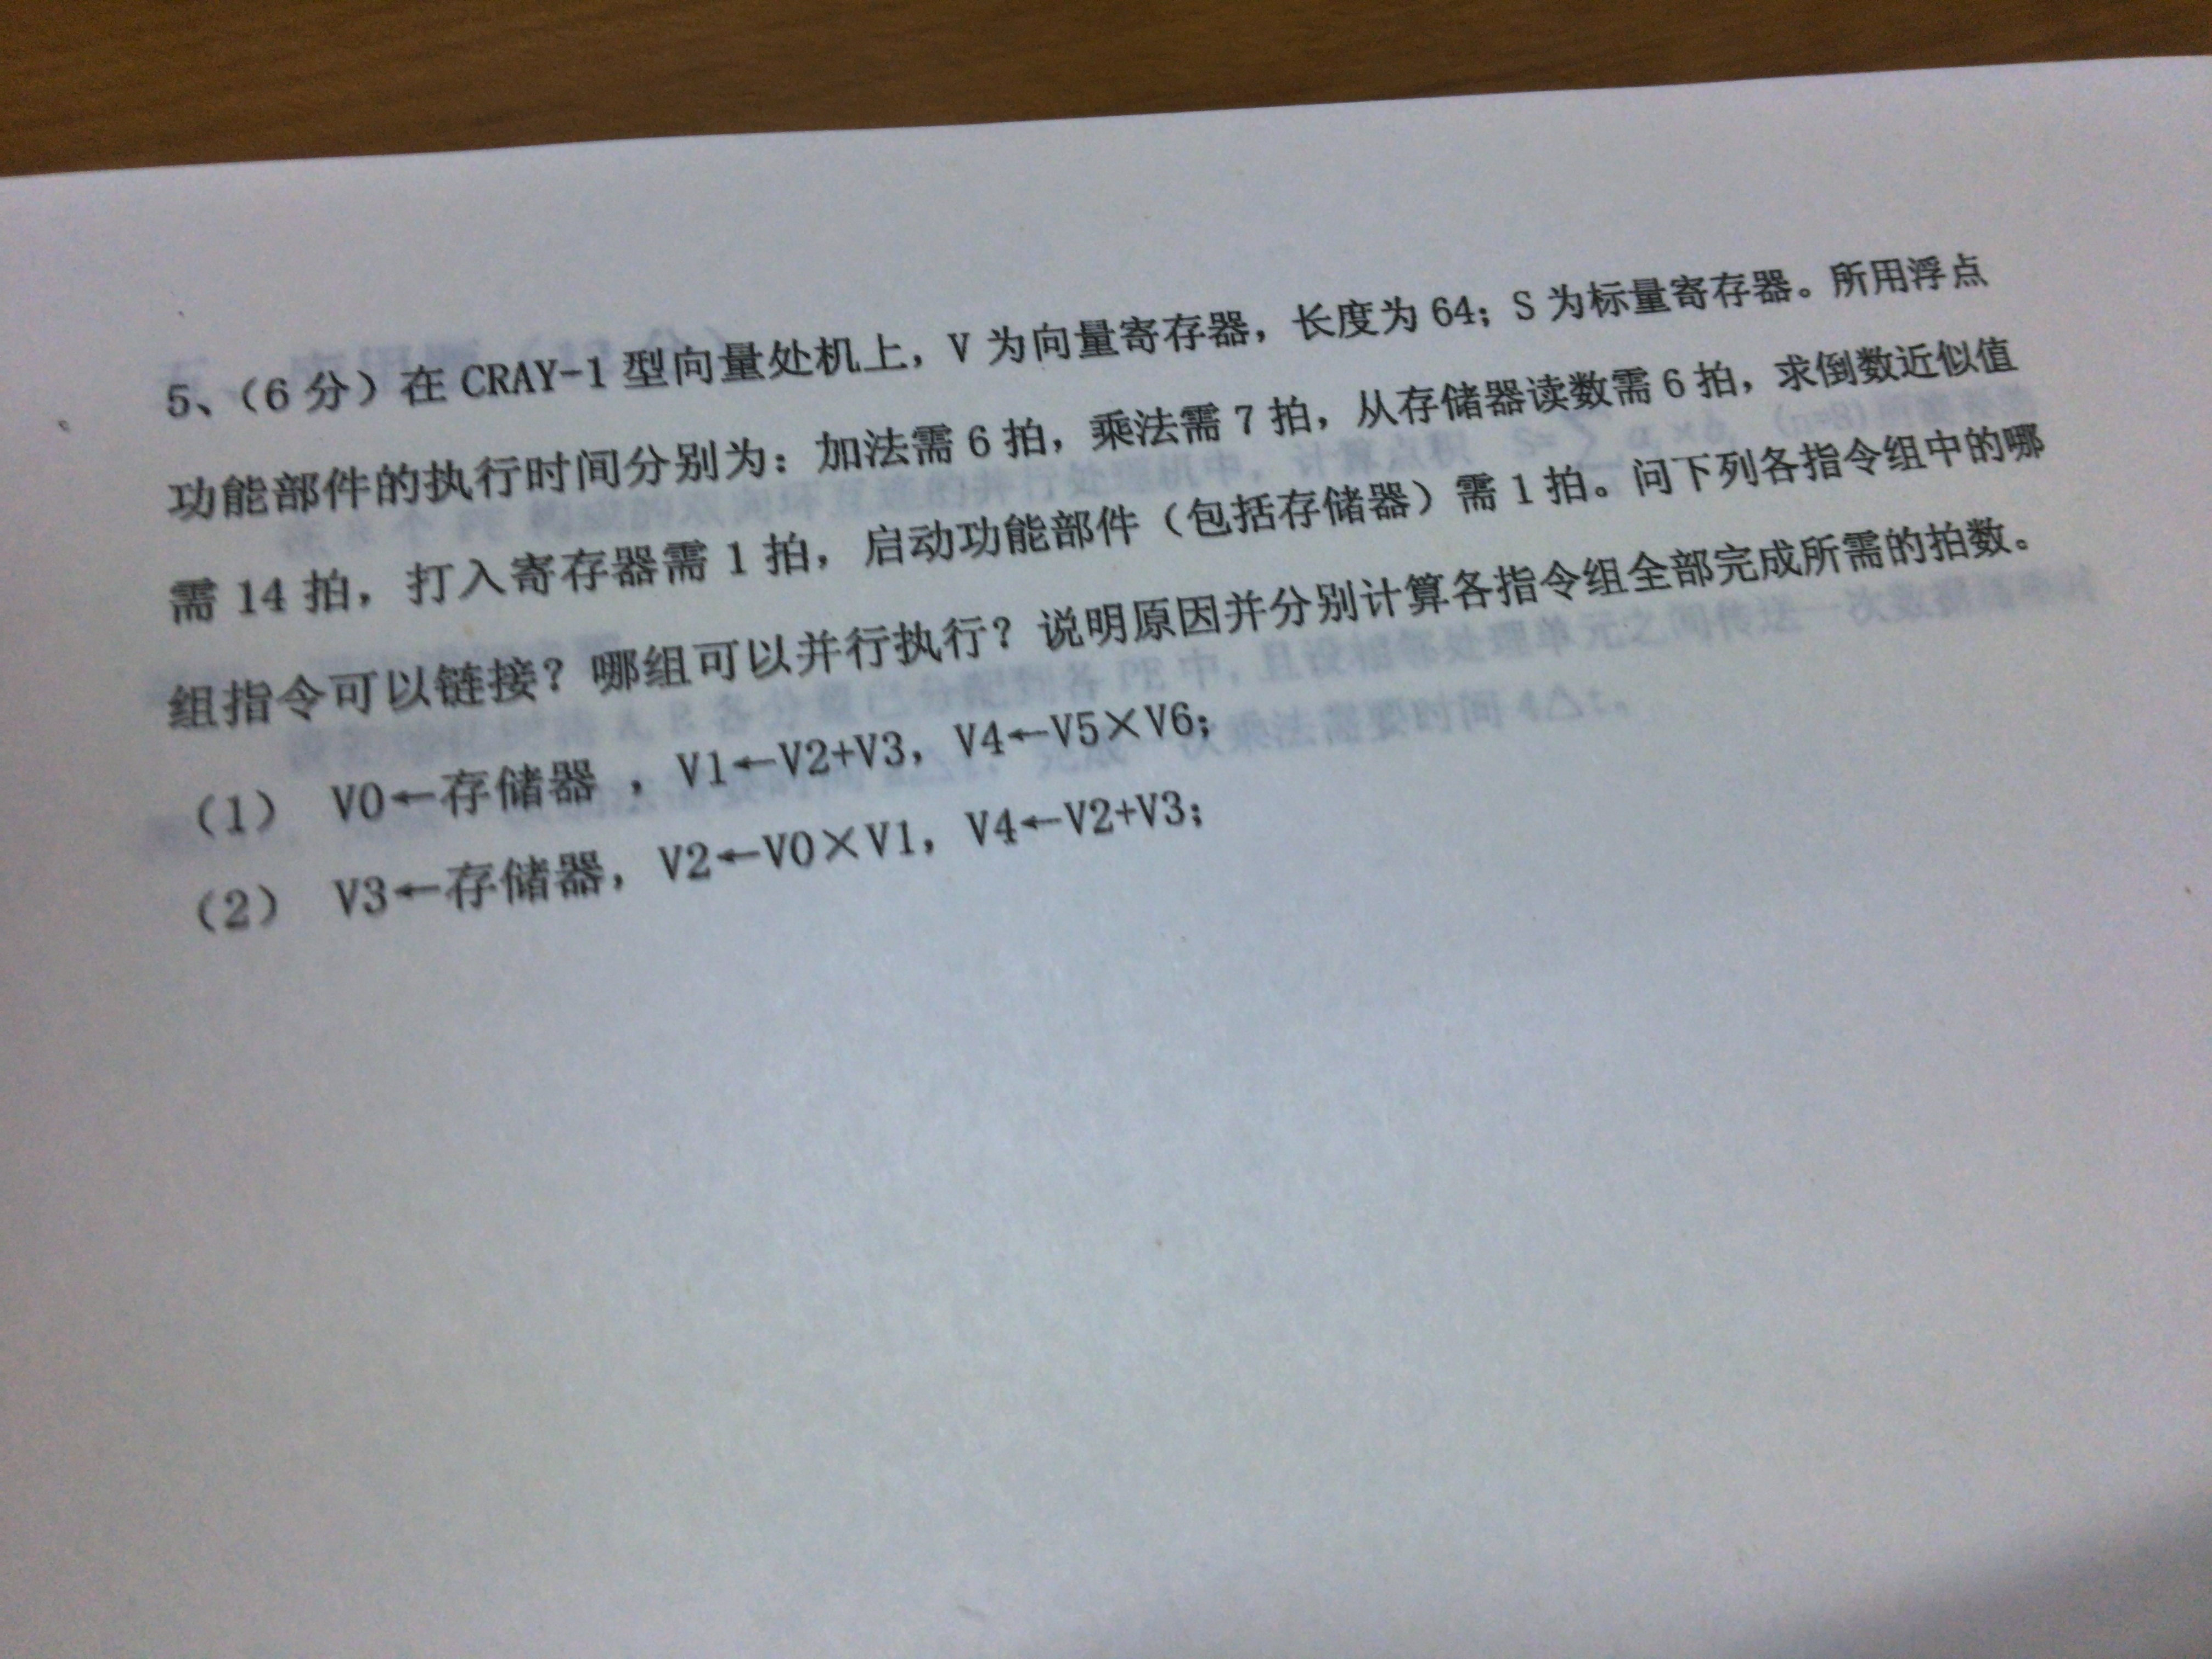 5、（6 分）在 CRAY-1 型向量处机上，V 为向量寄存器，长度为 64；S 为标量寄存器。所用浮点
功能部件的执行时间分别为：加法需 6 拍，乘法需 7 拍，从存储器读数需 6 拍，求倒数近似值
需 14 拍，打入寄存器需 1 拍，启动功能部件（包括存储器）需 1 拍。问下列各指令组中的哪
组指令可以链接？哪组可以并行执行？说明原因并分别计算各指令组全部完成所需的拍数。
（1） V0←存储器 ，V1←V2+V3，V4←V5×V6；
（2） V3←存储器，V2←V0×V1，V4←V2+V3；